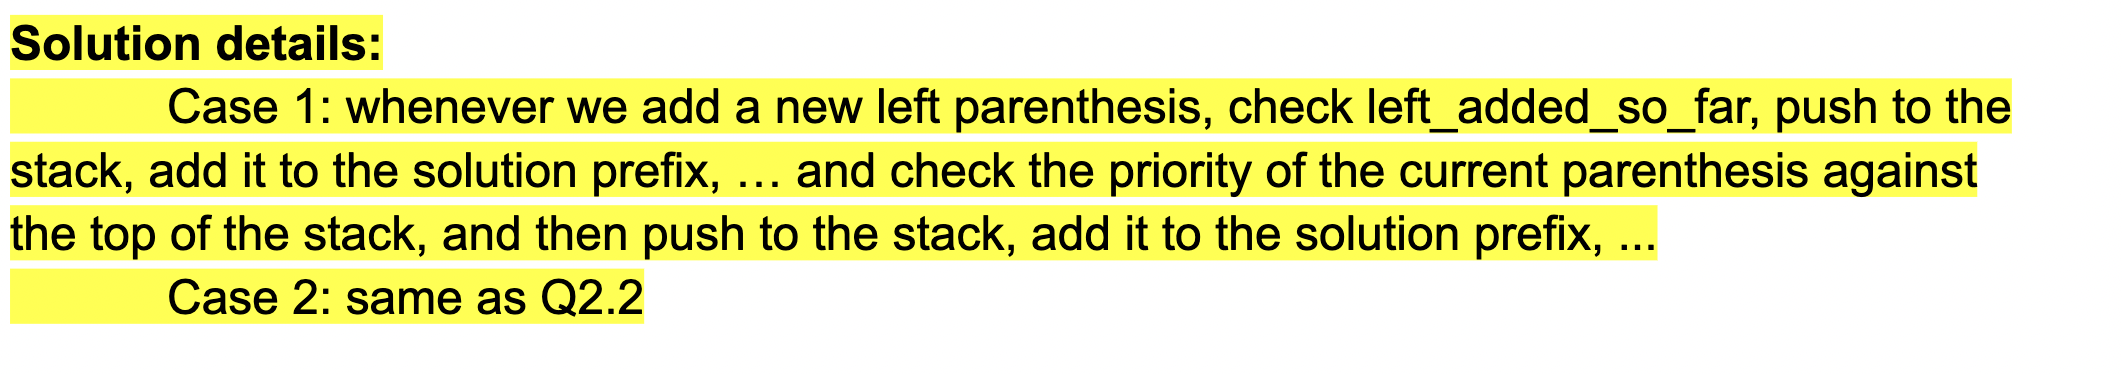 Solution details:
Case 1: whenever we add a new left parenthesis, check left_added_so_far, push to the
stack, add it to the solution prefix, … and check the priority of the current parenthesis against
the top of the stack, and then push to the stack, add it to the solution prefix, ...
Case 2: same as Q2.2